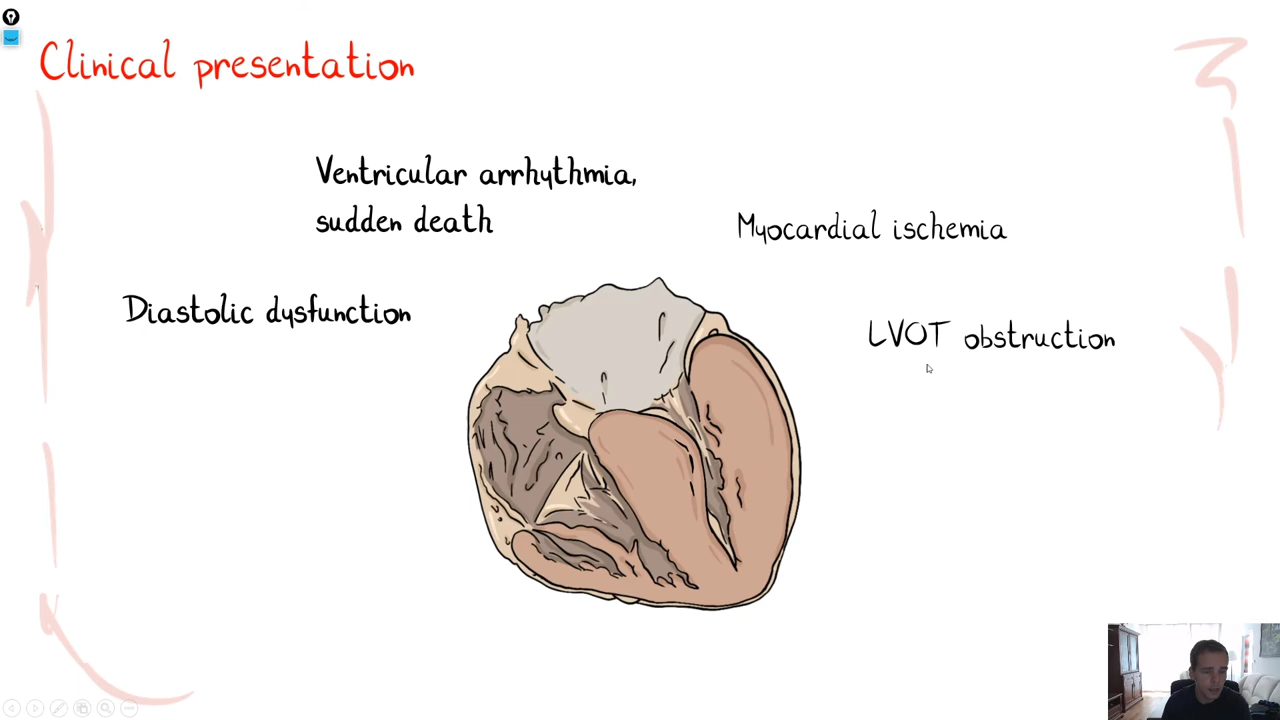 Clinical presentation
Ventricular arrhythmia,
sudden death
Myocardial ischemia
Diastolic dysfunction
LVOT obstruction